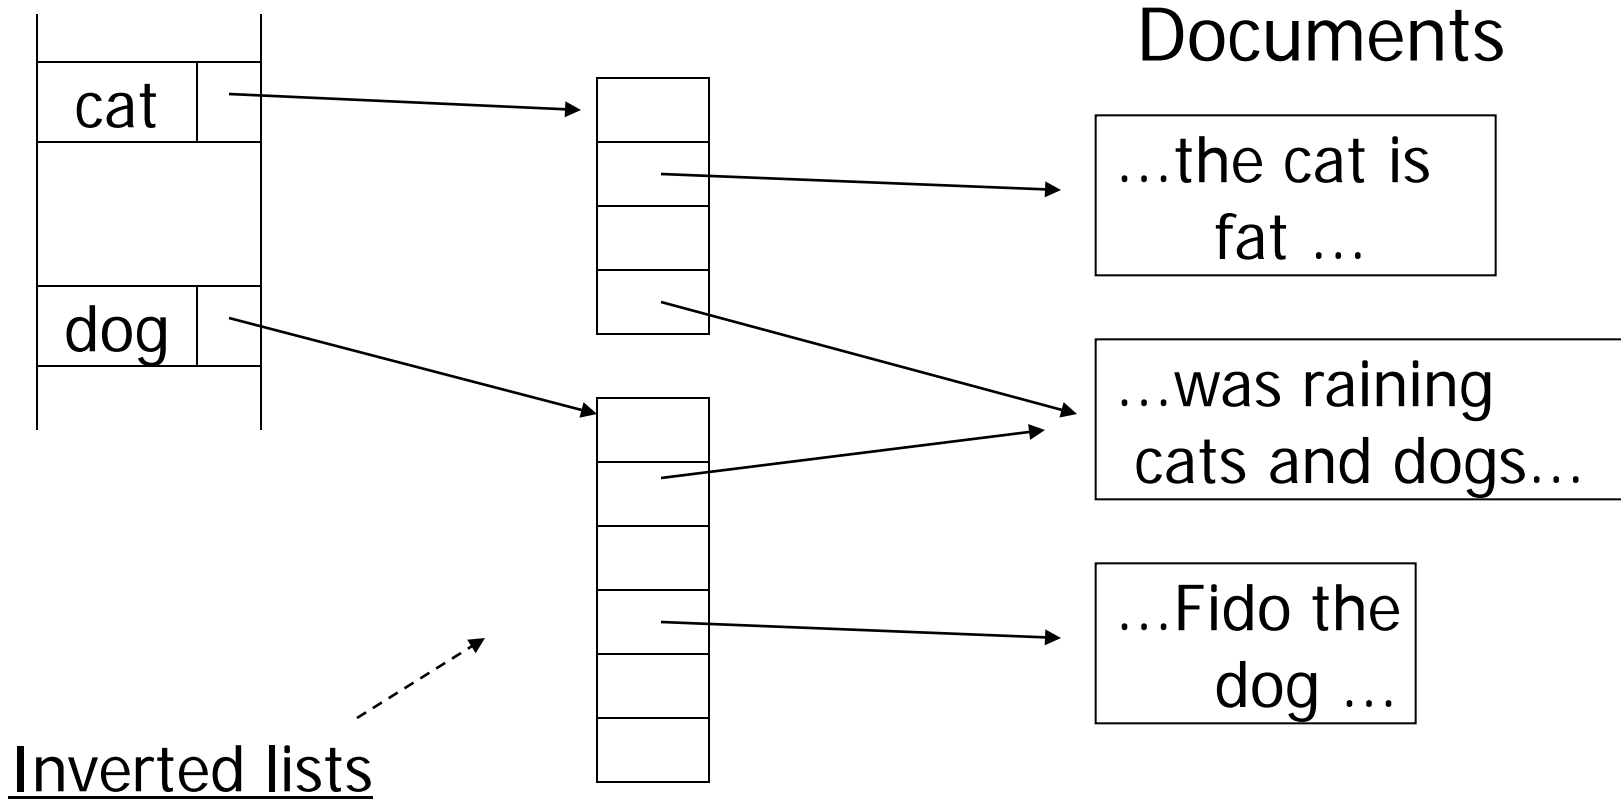 Documents
cat
…the cat is
fat …
dog
…was raining
cats and dogs…
…Fido the
dog …
Inverted lists